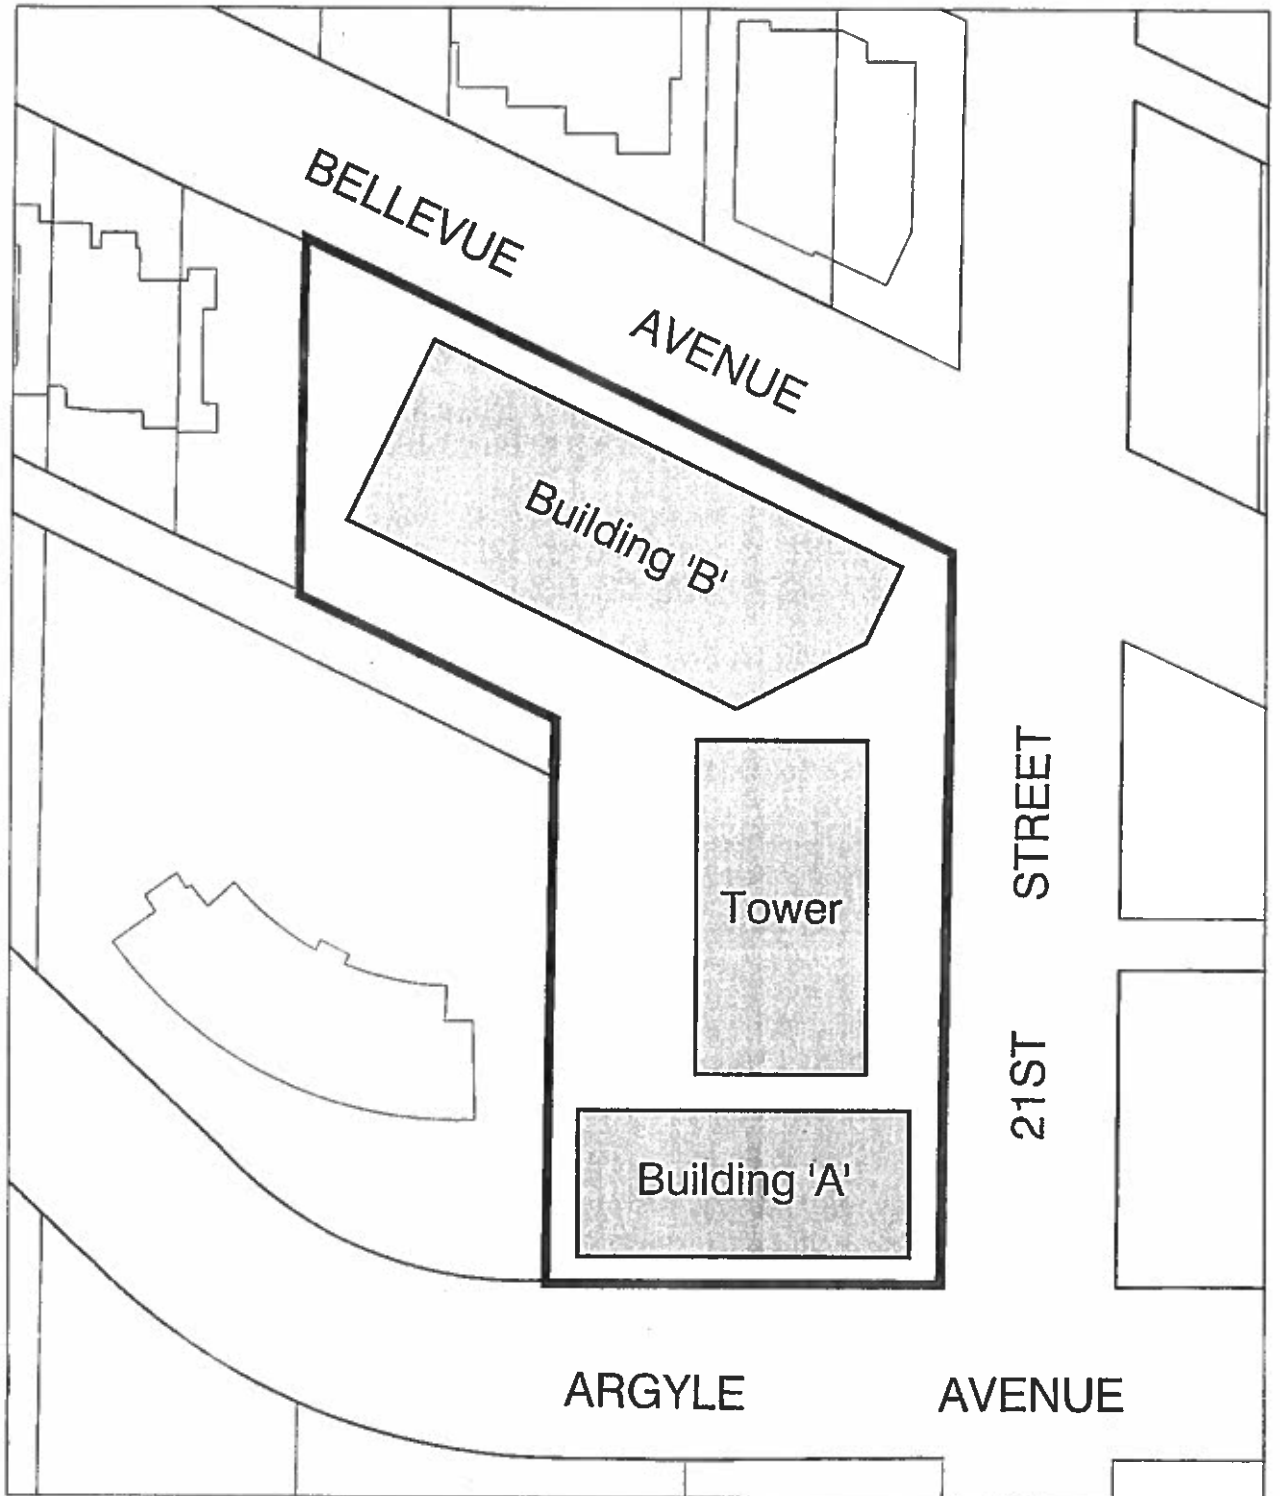 BELLEVUE AVENUE
Building 'B'
Tower
Building 'A'
21ST STREET
ARGYLE AVENUE